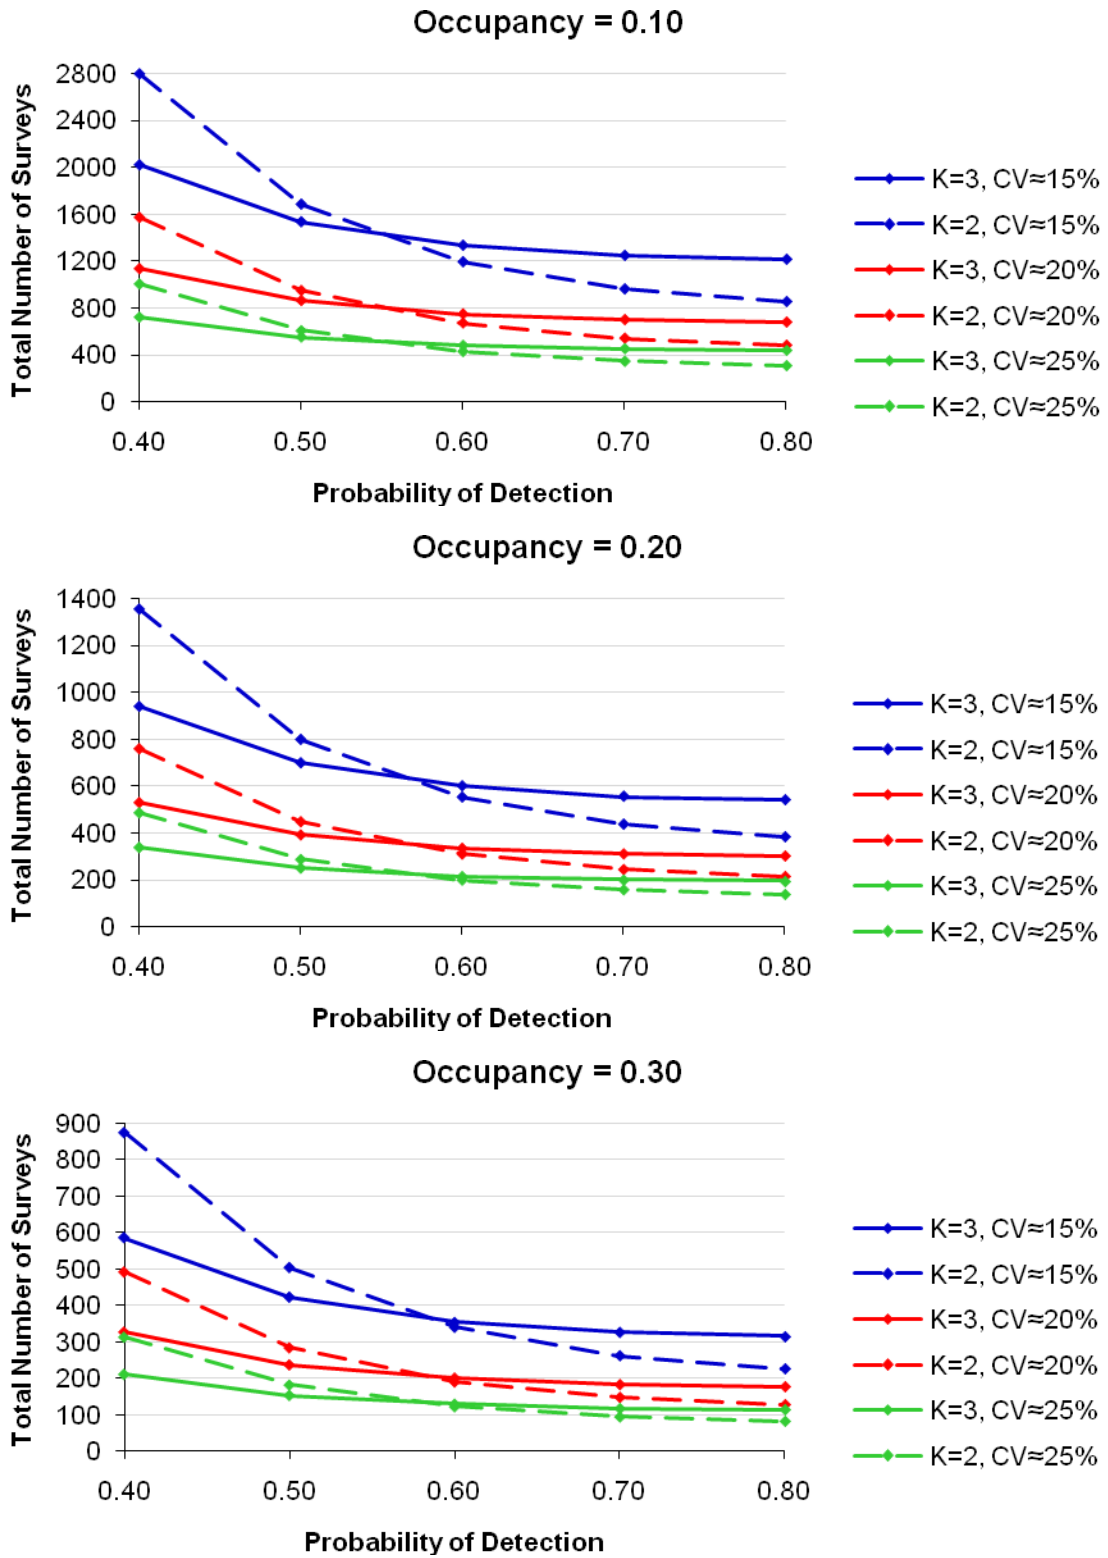 Occupancy = 0.10
Total Number of Surveys
2800
2400
2000
1600
1200
800
400
0
0.40 0.50 0.60 0.70 0.80
Probability of Detection
K=3, CV≈15%
K=2, CV≈15%
K=3, CV≈20%
K=2, CV≈20%
K=3, CV≈25%
K=2, CV≈25%
Occupancy = 0.20
Total Number of Surveys
1400
1200
1000
800
600
400
200
0
0.40 0.50 0.60 0.70 0.80
Probability of Detection
K=3, CV≈15%
K=2, CV≈15%
K=3, CV≈20%
K=2, CV≈20%
K=3, CV≈25%
K=2, CV≈25%
Occupancy = 0.30
Total Number of Surveys
900
800
700
600
500
400
300
200
100
0
0.40 0.50 0.60 0.70 0.80
Probability of Detection
K=3, CV≈15%
K=2, CV≈15%
K=3, CV≈20%
K=2, CV≈20%
K=3, CV≈25%
K=2, CV≈25%